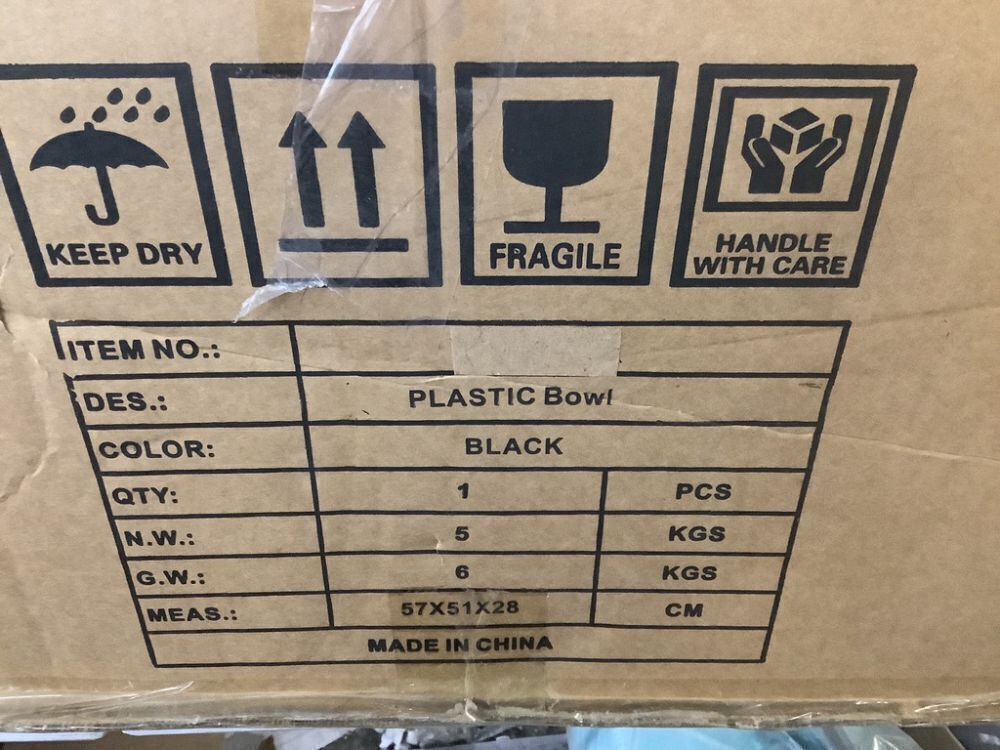 KEEP DRY
FRAGILE
HANDLE
WITH CARE
ITEM NO.:
DES.: PLASTIC Bowl
COLOR: BLACK
QTY: 1 PCS
N.W.: 5 KGS
G.W.: 6 KGS
MEAS.: 57X51X28 CM
MADE IN CHINA